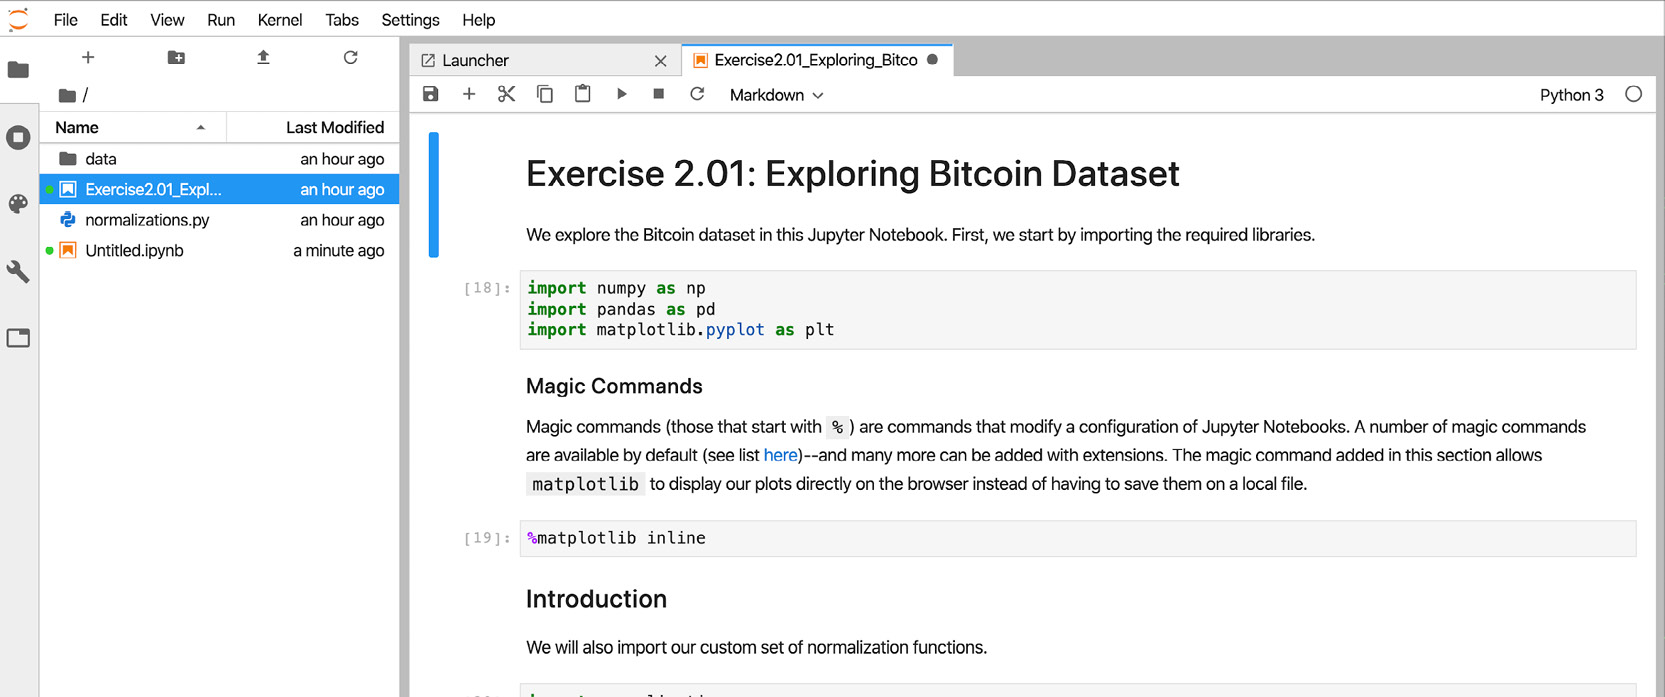 File Edit View Run Kernel Tabs Settings Help
/
Name Last Modified
data an hour ago
Exercise2.01_Expl... an hour ago
normalizations.py an hour ago
Untitled.ipynb a minute ago
Launcher Exercise2.01_Exploring_Bitco
Markdown Python 3
Exercise 2.01: Exploring Bitcoin Dataset
We explore the Bitcoin dataset in this Jupyter Notebook. First, we start by importing the required libraries.
[18]: import numpy as np
import pandas as pd
import matplotlib.pyplot as plt
Magic Commands
Magic commands (those that start with % ) are commands that modify a configuration of Jupyter Notebooks. A number of magic commands
are available by default (see list here)--and many more can be added with extensions. The magic command added in this section allows
matplotlib to display our plots directly on the browser instead of having to save them on a local file.
[19]: %matplotlib inline
Introduction
We will also import our custom set of normalization functions.